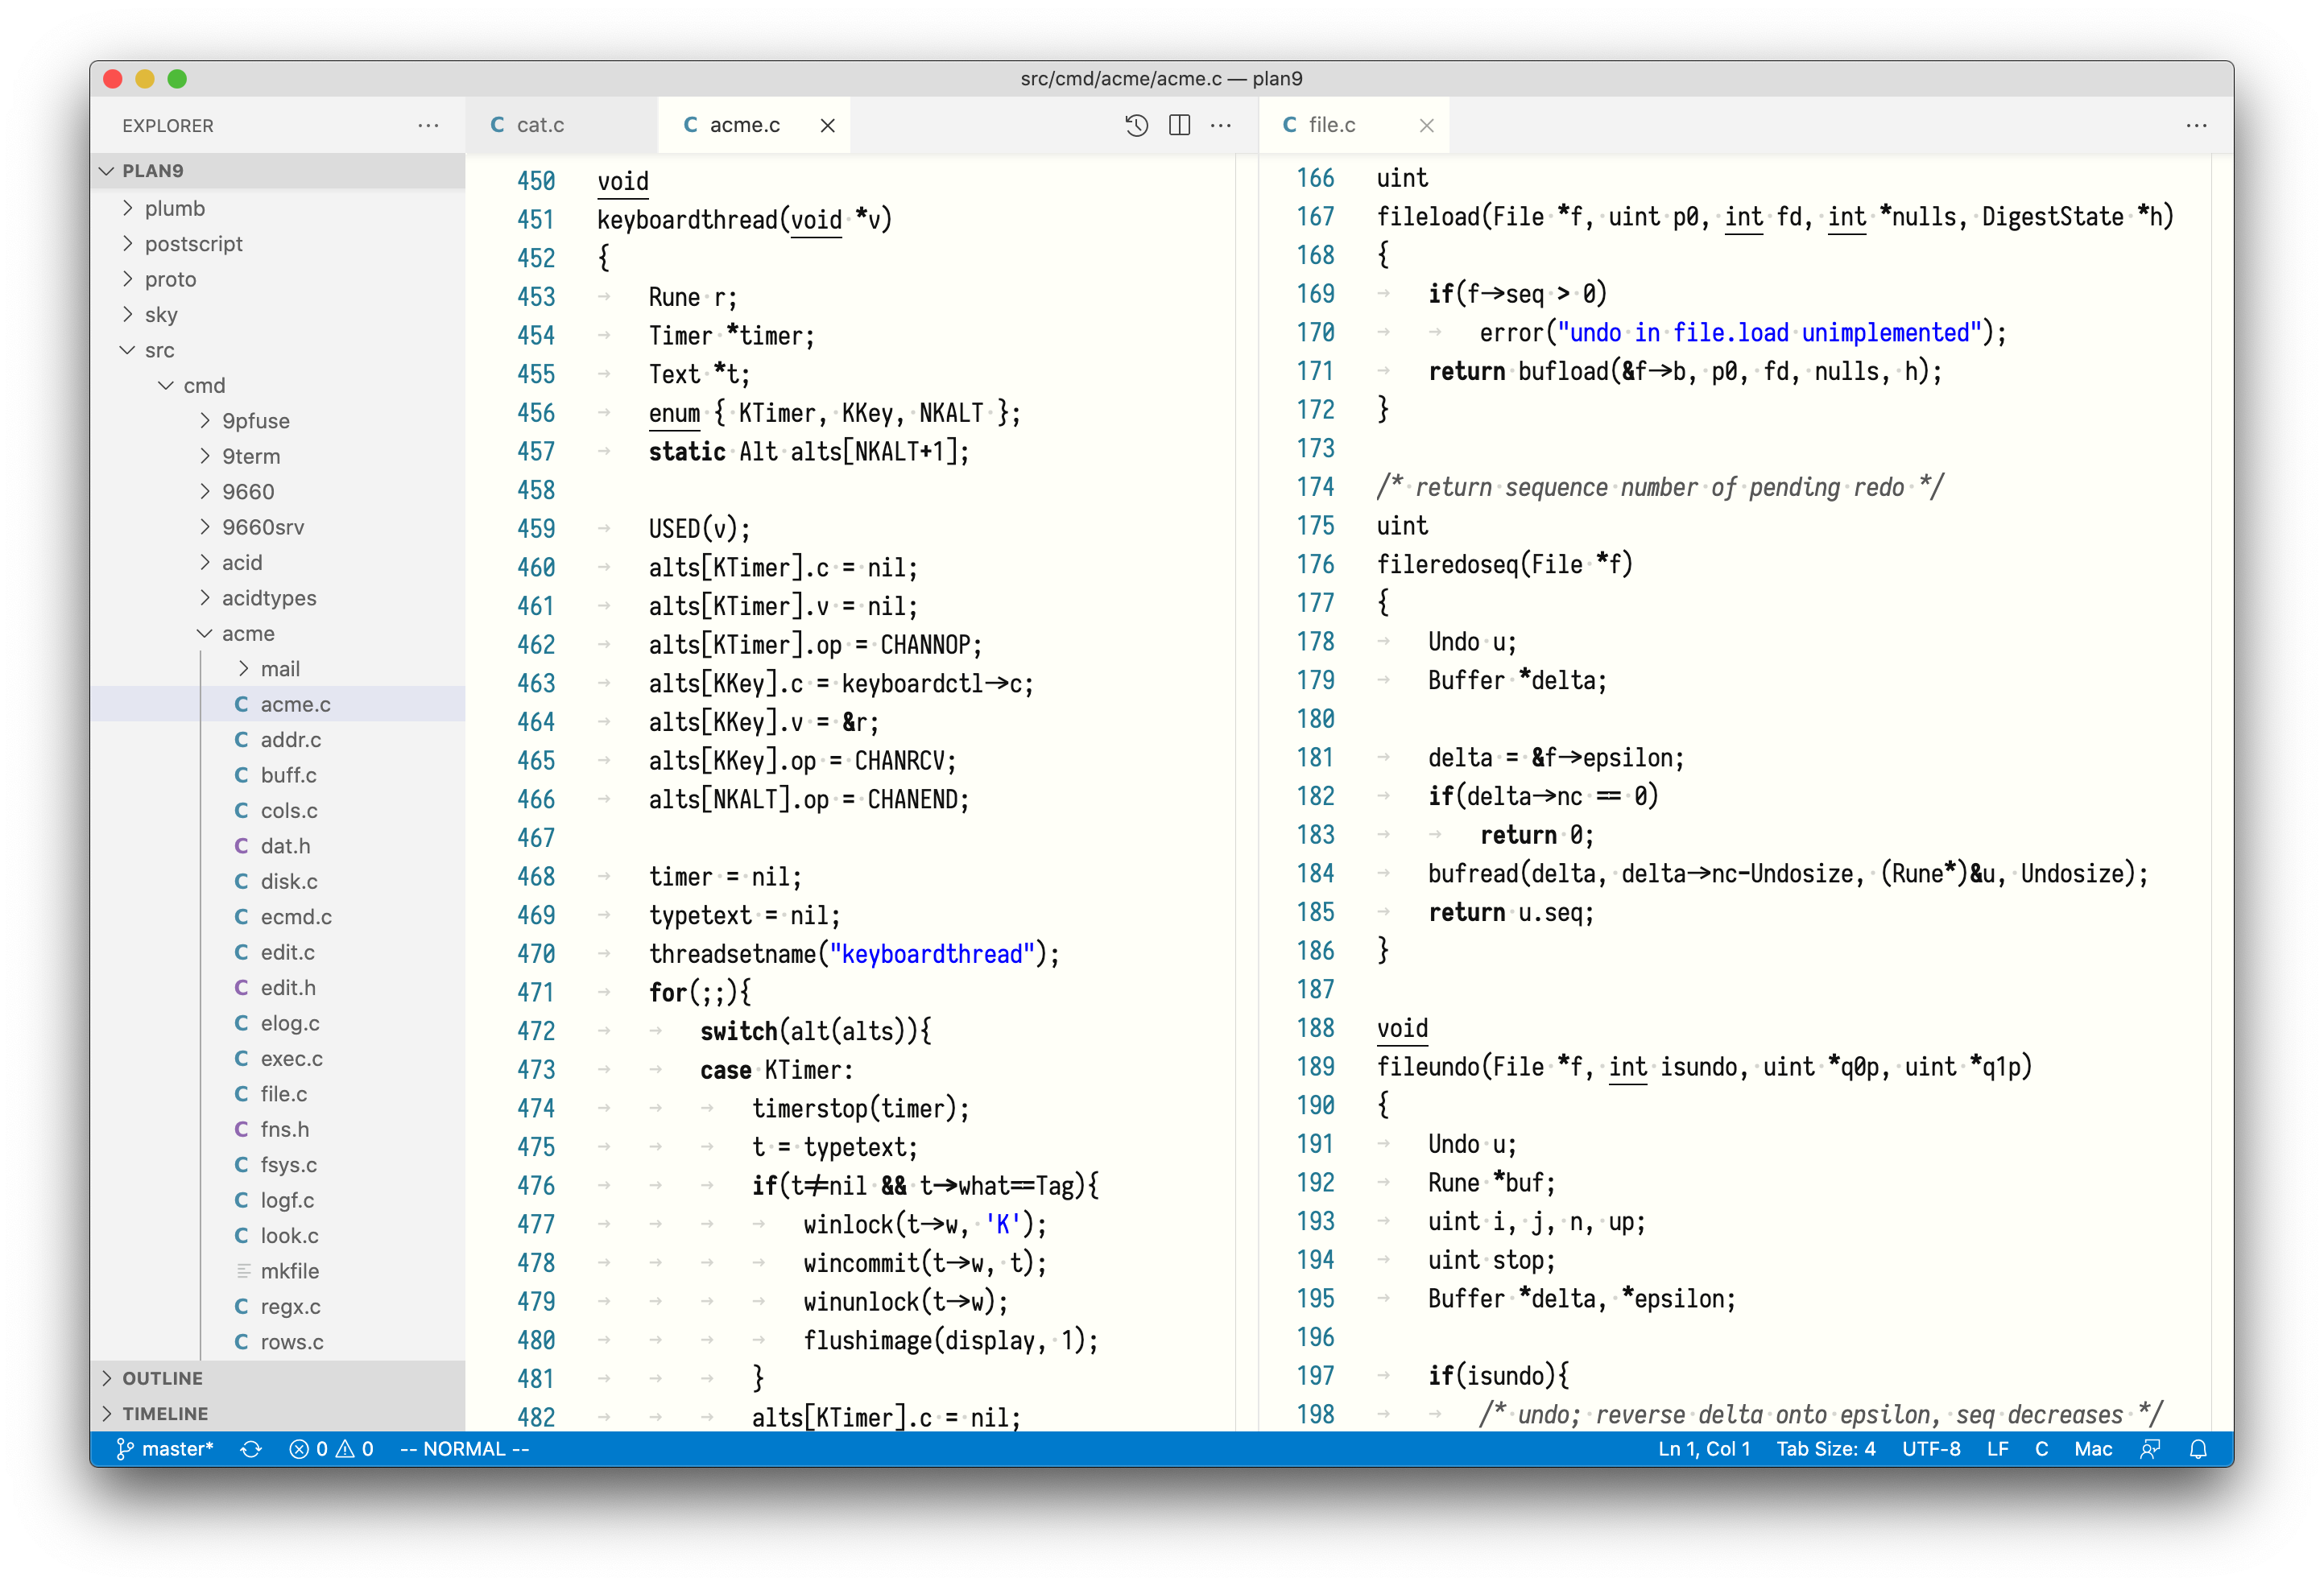 src/cmd/acme/acme.c — plan9
EXPLORER
PLAN9
plumb
postscript
proto
sky
src
cmd
9pfuse
9term
9660
9660srv
acid
acidtypes
acme
mail
acme.c
addr.c
buff.c
cols.c
dat.h
disk.c
ecmd.c
edit.c
edit.h
elog.c
exec.c
file.c
fns.h
fsys.c
logf.c
look.c
mkfile
regx.c
rows.c
OUTLINE
TIMELINE
cat.c
acme.c
450 void
451 keyboardthread(void *v)
452 {
453 Rune r;
454 Timer *timer;
455 Text *t;
456 enum { KTimer, KKey, NKALT };
457 static Alt alts[NKALT+1];
458
459 USED(v);
460 alts[KTimer].c = nil;
461 alts[KTimer].v = nil;
462 alts[KTimer].op = CHANNOP;
463 alts[KKey].c = keyboardctl->c;
464 alts[KKey].v = &r;
465 alts[KKey].op = CHANRCV;
466 alts[NKALT].op = CHANEND;
467
468 timer = nil;
469 typetext = nil;
470 threadsetname("keyboardthread");
471 for(;;){
472 switch(alt(alts)){
473 case KTimer:
474 timerstop(timer);
475 t = typetext;
476 if(t!=nil && t->what==Tag){
477 winlock(t->w, 'K');
478 wincommit(t->w, t);
479 winunlock(t->w);
480 flushimage(display, 1);
481 }
482 alts[KTimer].c = nil;
file.c
166 uint
167 fileload(File *f, uint p0, int fd, int *nulls, DigestState *h)
168 {
169 if(f->seq > 0)
170 error("undo in file.load unimplemented");
171 return bufload(&f->b, p0, fd, nulls, h);
172 }
173
174 /* return sequence number of pending redo */
175 uint
176 fileredoseq(File *f)
177 {
178 Undo u;
179 Buffer *delta;
180
181 delta = &f->epsilon;
182 if(delta->nc == 0)
183 return 0;
184 bufread(delta, delta->nc-Undosize, (Rune*)&u, Undosize);
185 return u.seq;
186 }
187
188 void
189 fileundo(File *f, int isundo, uint *q0p, uint *q1p)
190 {
191 Undo u;
192 Rune *buf;
193 uint i, j, n, up;
194 uint stop;
195 Buffer *delta, *epsilon;
196
197 if(isundo){
198 /* undo; reverse delta onto epsilon, seq decreases */
master* 0 0 -- NORMAL -- Ln 1, Col 1 Tab Size: 4 UTF-8 LF C Mac